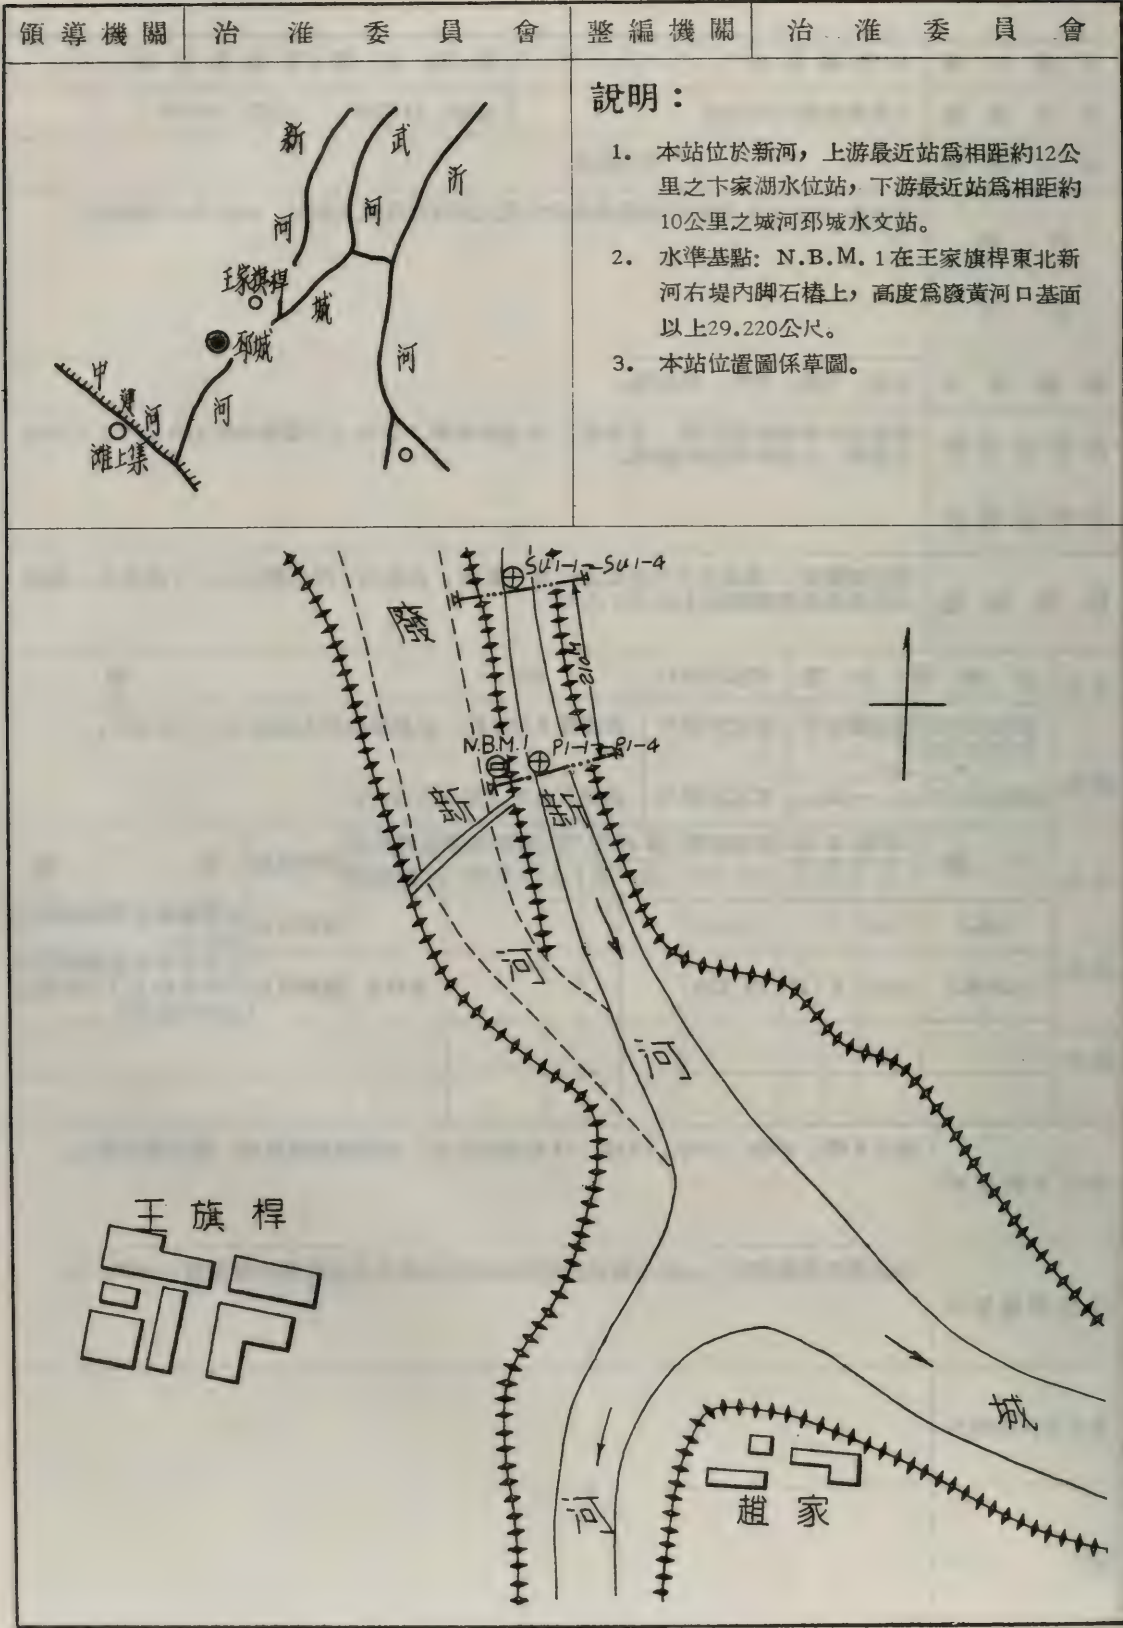 領導機關 治淮委員會 整編機關 治淮委員會
新河
武河
沂河
王家旗桿
城河
邳城
中運河
灘上集
說明：
1. 本站位於新河，上游最近站爲相距約12公
里之卞家湖水位站，下游最近站爲相距約
10公里之城河邳城水文站。
2. 水準基點：N.B.M. 1在王家旗桿東北新
河右堤內脚石樁上，高度爲廢黃河口基面
以上29.220公尺。
3. 本站位置圖係草圖。
SU1-1—SU1-4
210M
N.B.M.1
P1-1—P1-4
廢新河
新河
王旗桿
城河
趙家